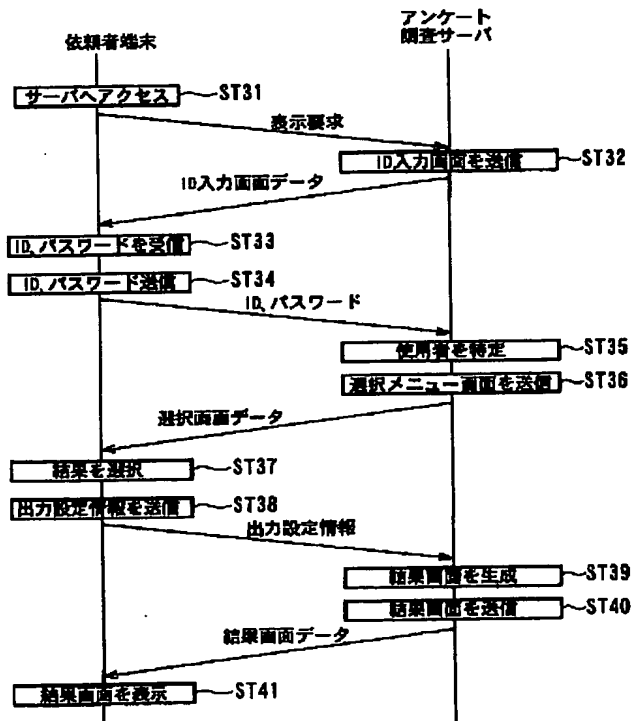 依頼者端末
アンケート
調査サーバ
サーバへアクセス
ST31
表示要求
ID入力画面を送信
ST32
ID入力画面データ
ID、パスワードを受信
ST33
ID、パスワード送信
ST34
ID、パスワード
使用者を特定
ST35
選択メニュー画面を送信
ST36
選択画面データ
結果を選択
ST37
出力設定情報を送信
ST38
出力設定情報
結果画面を生成
ST39
結果画面を送信
ST40
結果画面データ
結果画面を表示
ST41